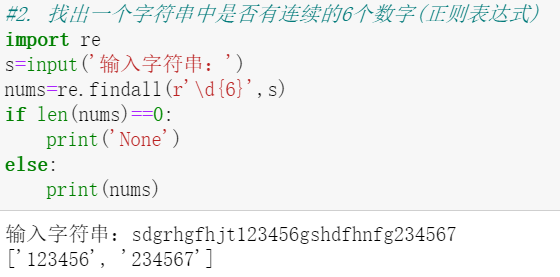 #2. 找出一个字符串中是否有连续的6个数字(正则表达式)
import re
s=input('输入字符串：')
nums=re.findall(r'\d{6}',s)
if len(nums)==0:
    print('None')
else:
    print(nums)
输入字符串：sdgrhgfhjt123456gshdfhnfg234567
['123456', '234567']